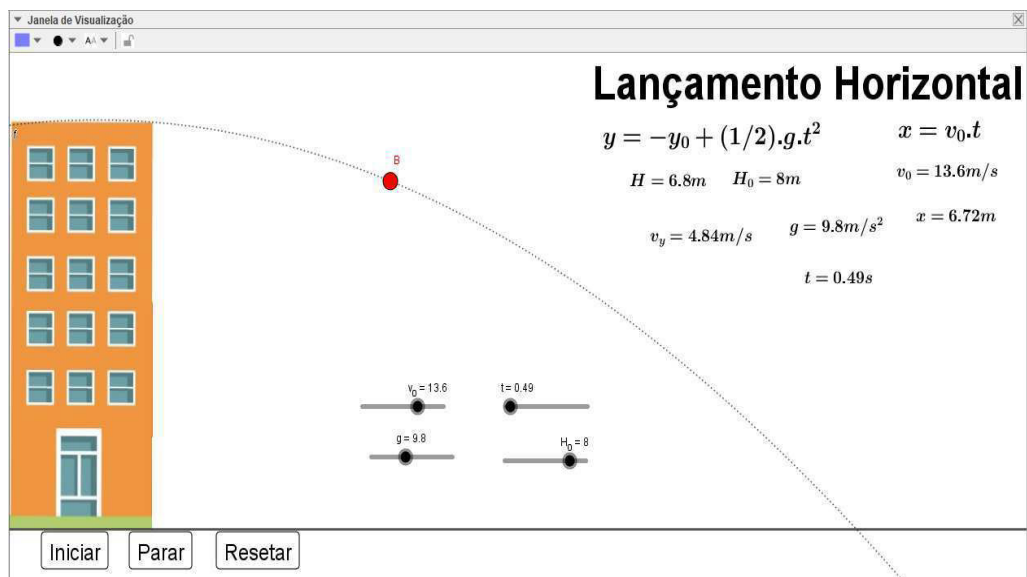 Janela de Visualização
AA
Lançamento Horizontal
y = −y₀ + (1/2).g.t²
x = v₀.t
H = 6.8m
H₀ = 8m
v₀ = 13.6m/s
v_y = 4.84m/s
g = 9.8m/s²
x = 6.72m
t = 0.49s
f
B
v₀ = 13.6
t = 0.49
g = 9.8
H₀ = 8
Iniciar
Parar
Resetar